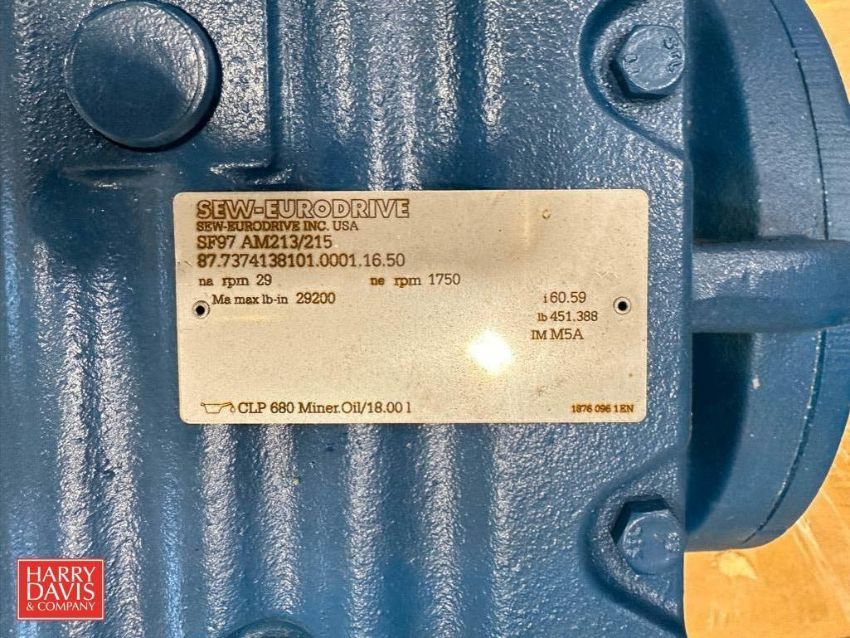 SEW-EURODRIVE
SEW-EURODRIVE INC. USA
SF97 AM213/215
87.7374138101.0001.16.50
na rpm 29 ne rpm 1750
Ma max lb-in 29200 i 60.59
lb 451.388
IM M5A
CLP 680 Miner.Oil/18.00 l 1876 096 1 EN
HARRY
DAVIS
& COMPANY